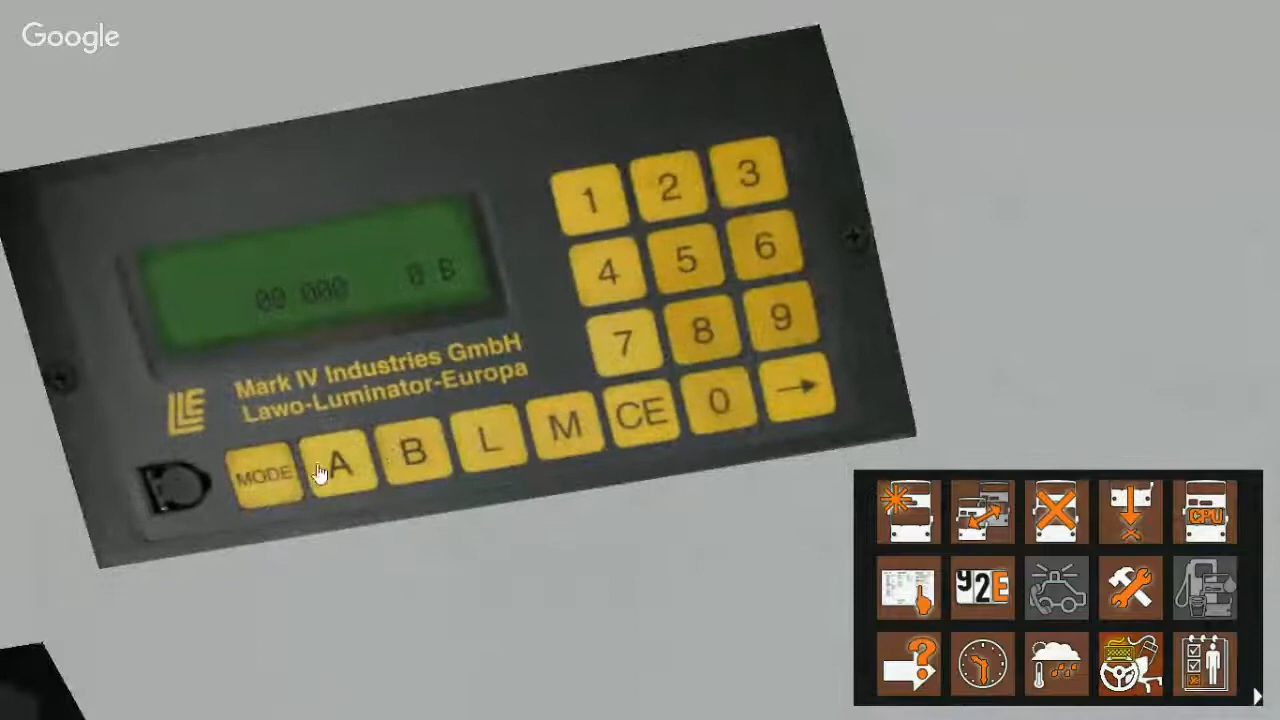 Google
1 2 3
4 5 6
00 000 0 B
7 8 9
Mark IV Industries GmbH
Lawo-Luminator-Europa
LLE
MODE A B L M CE 0 →
CPU
92E
?